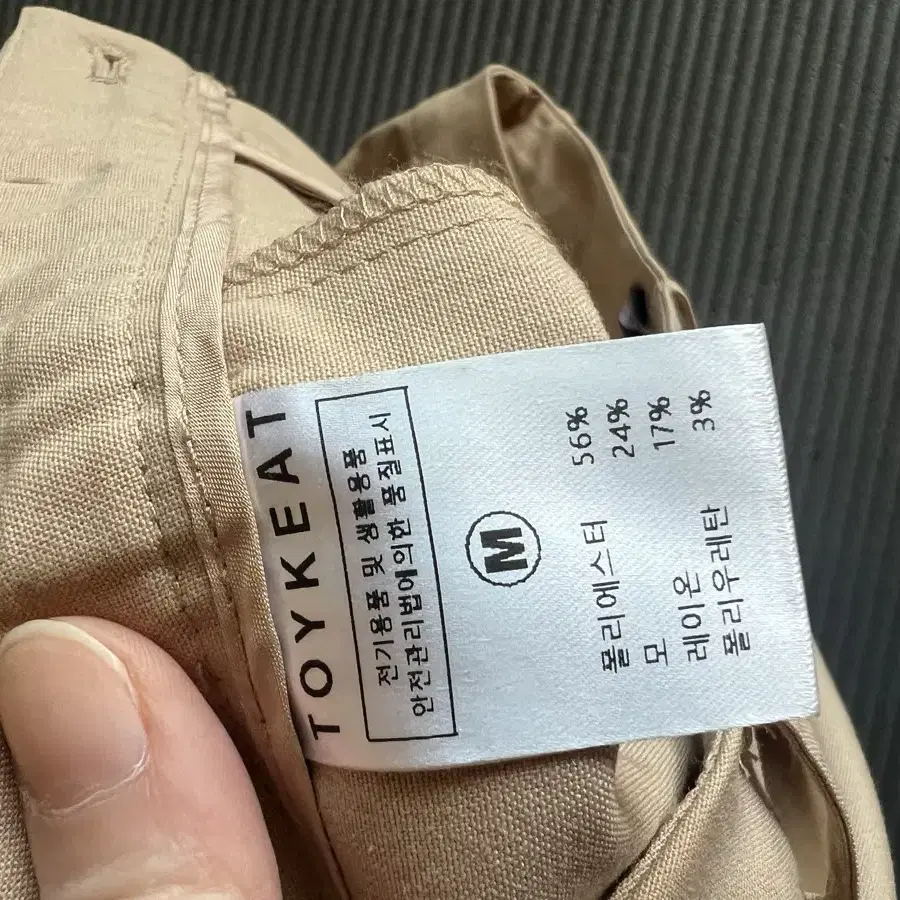 TOYKEAT
전기용품 및 생활용품
안전관리법에의한 품질표시
M
폴리에스터 56%
모 24%
레이온 17%
폴리우레탄 3%